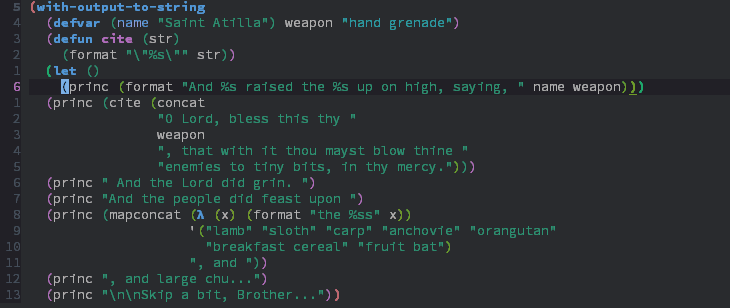 5 (with-output-to-string
4   (defvar (name "Saint Atilla") weapon "hand grenade")
3   (defun cite (str)
2     (format "\"%s\"" str))
1   (let ()
6     (princ (format "And %s raised the %s up on high, saying, " name weapon)))
1   (princ (cite (concat
2                 "O Lord, bless this thy "
3                 weapon
4                 ", that with it thou mayst blow thine "
5                 "enemies to tiny bits, in thy mercy.")))
6   (princ " And the Lord did grin. ")
7   (princ "And the people did feast upon ")
8   (princ (mapconcat (λ (x) (format "the %ss" x))
9                     '("lamb" "sloth" "carp" "anchovie" "orangutan"
10                       "breakfast cereal" "fruit bat")
11                     ", and "))
12   (princ ", and large chu...")
13   (princ "\n\nSkip a bit, Brother..."))